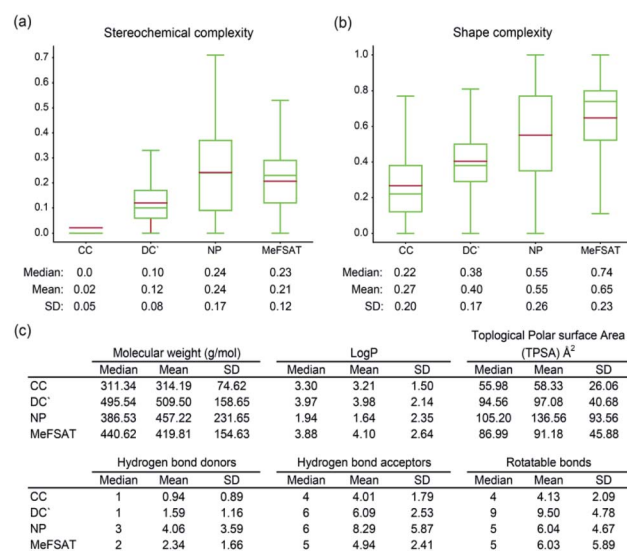 (a)
Stereochemical complexity
0.7
0.6
0.5
0.4
0.3
0.2
0.1
0.0
CC DC` NP MeFSAT
Median: 0.0 0.10 0.24 0.23
Mean: 0.02 0.12 0.24 0.21
SD: 0.05 0.08 0.17 0.12
(b)
Shape complexity
1.0
0.8
0.6
0.4
0.2
0.0
CC DC` NP MeFSAT
Median: 0.22 0.38 0.55 0.74
Mean: 0.27 0.40 0.55 0.65
SD: 0.20 0.17 0.26 0.23
(c)
Molecular weight (g/mol) LogP Toplogical Polar surface Area (TPSA) Å²
Median Mean SD Median Mean SD Median Mean SD
CC 311.34 314.19 74.62 3.30 3.21 1.50 55.98 58.33 26.06
DC` 495.54 509.50 158.65 3.97 3.98 2.14 94.56 97.08 40.68
NP 386.53 457.22 231.65 1.94 1.64 2.35 105.20 136.56 93.56
MeFSAT 440.62 419.81 154.63 3.88 4.10 2.64 86.99 91.18 45.88
Hydrogen bond donors Hydrogen bond acceptors Rotatable bonds
Median Mean SD Median Mean SD Median Mean SD
CC 1 0.94 0.89 4 4.01 1.79 4 4.13 2.09
DC` 1 1.59 1.16 6 6.09 2.53 9 9.50 4.78
NP 3 4.06 3.59 6 8.29 5.87 5 6.04 4.67
MeFSAT 2 2.34 1.66 5 4.94 2.41 5 6.03 5.89